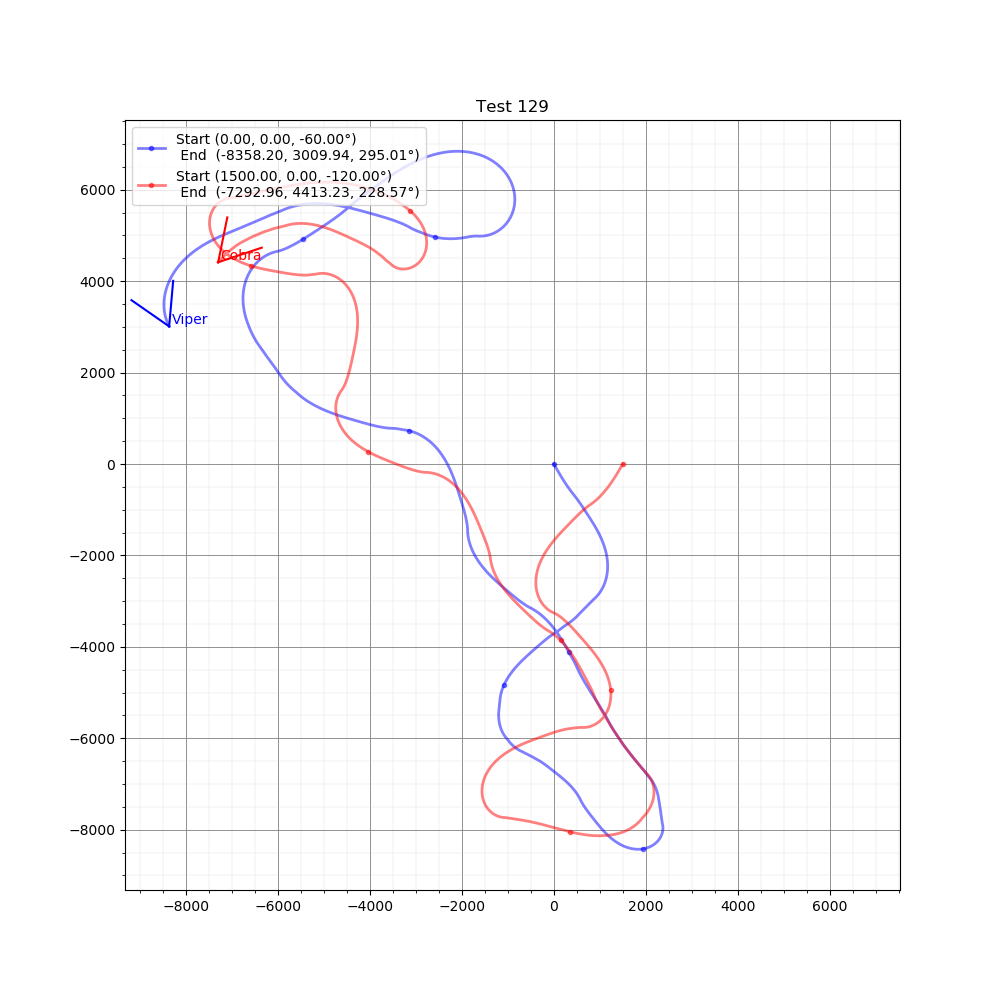 Test 129
Start (0.00, 0.00, -60.00°)
End  (-8358.20, 3009.94, 295.01°)
Start (1500.00, 0.00, -120.00°)
End  (-7292.96, 4413.23, 228.57°)
Cobra
Viper
6000
4000
2000
0
−2000
−4000
−6000
−8000
−8000 −6000 −4000 −2000 0 2000 4000 6000